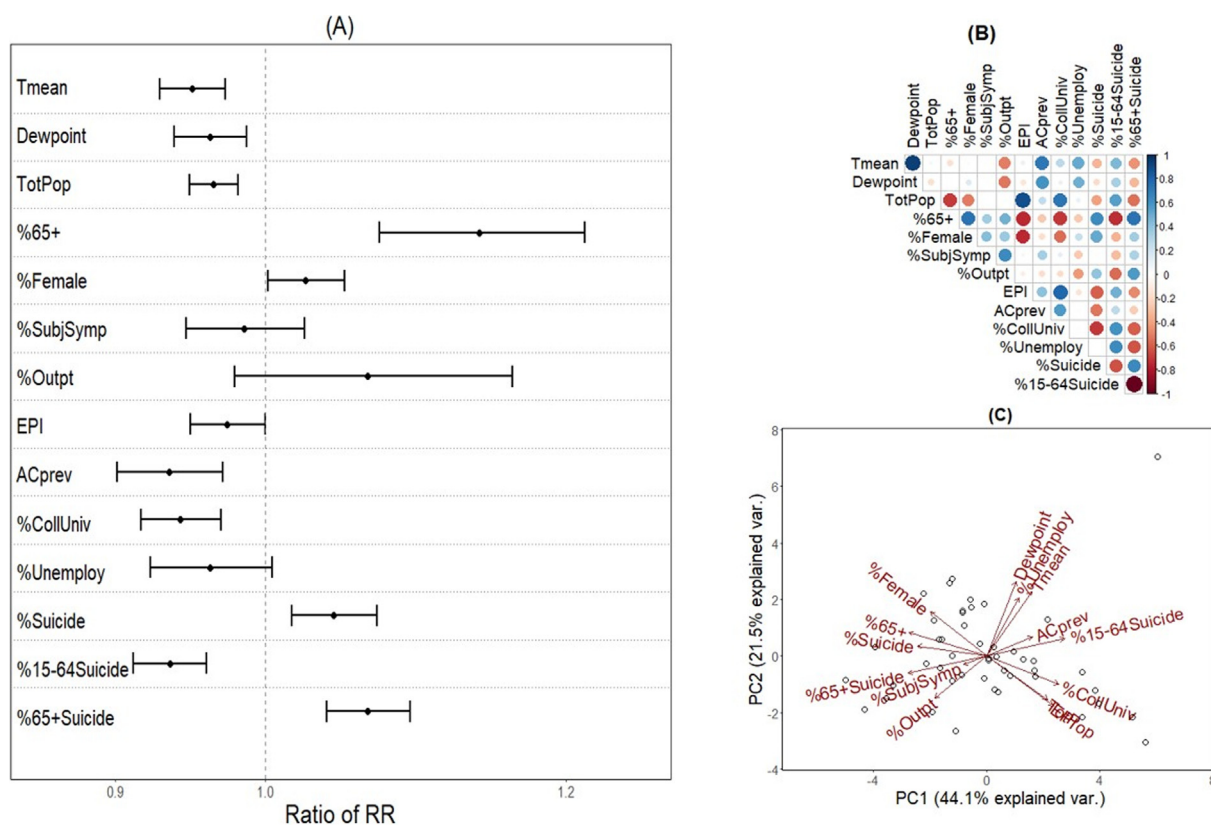 (A)
Tmean
Dewpoint
TotPop
%65+
%Female
%SubjSymp
%Outpt
EPI
ACprev
%CollUniv
%Unemploy
%Suicide
%15-64Suicide
%65+Suicide
0.9
1.0
1.2
Ratio of RR
(B)
Dewpoint
TotPop
%65+
%Female
%SubjSymp
%Outpt
EPI
ACprev
%CollUniv
%Unemploy
%Suicide
%15-64Suicide
%65+Suicide
Tmean
Dewpoint
TotPop
%65+
%Female
%SubjSymp
%Outpt
EPI
ACprev
%CollUniv
%Unemploy
%Suicide
%15-64Suicide
1
0.8
0.6
0.4
0.2
0
-0.2
-0.4
-0.6
-0.8
-1
(C)
8
6
4
2
0
-2
-4
PC2 (21.5% explained var.)
Dewpoint
%Unemploy
Tmean
%Female
%65+
%Suicide
ACprev
%15-64Suicide
%65+Suicide
%SubjSymp
%Outpt
%CollUniv
TotPop
-4
0
4
8
PC1 (44.1% explained var.)